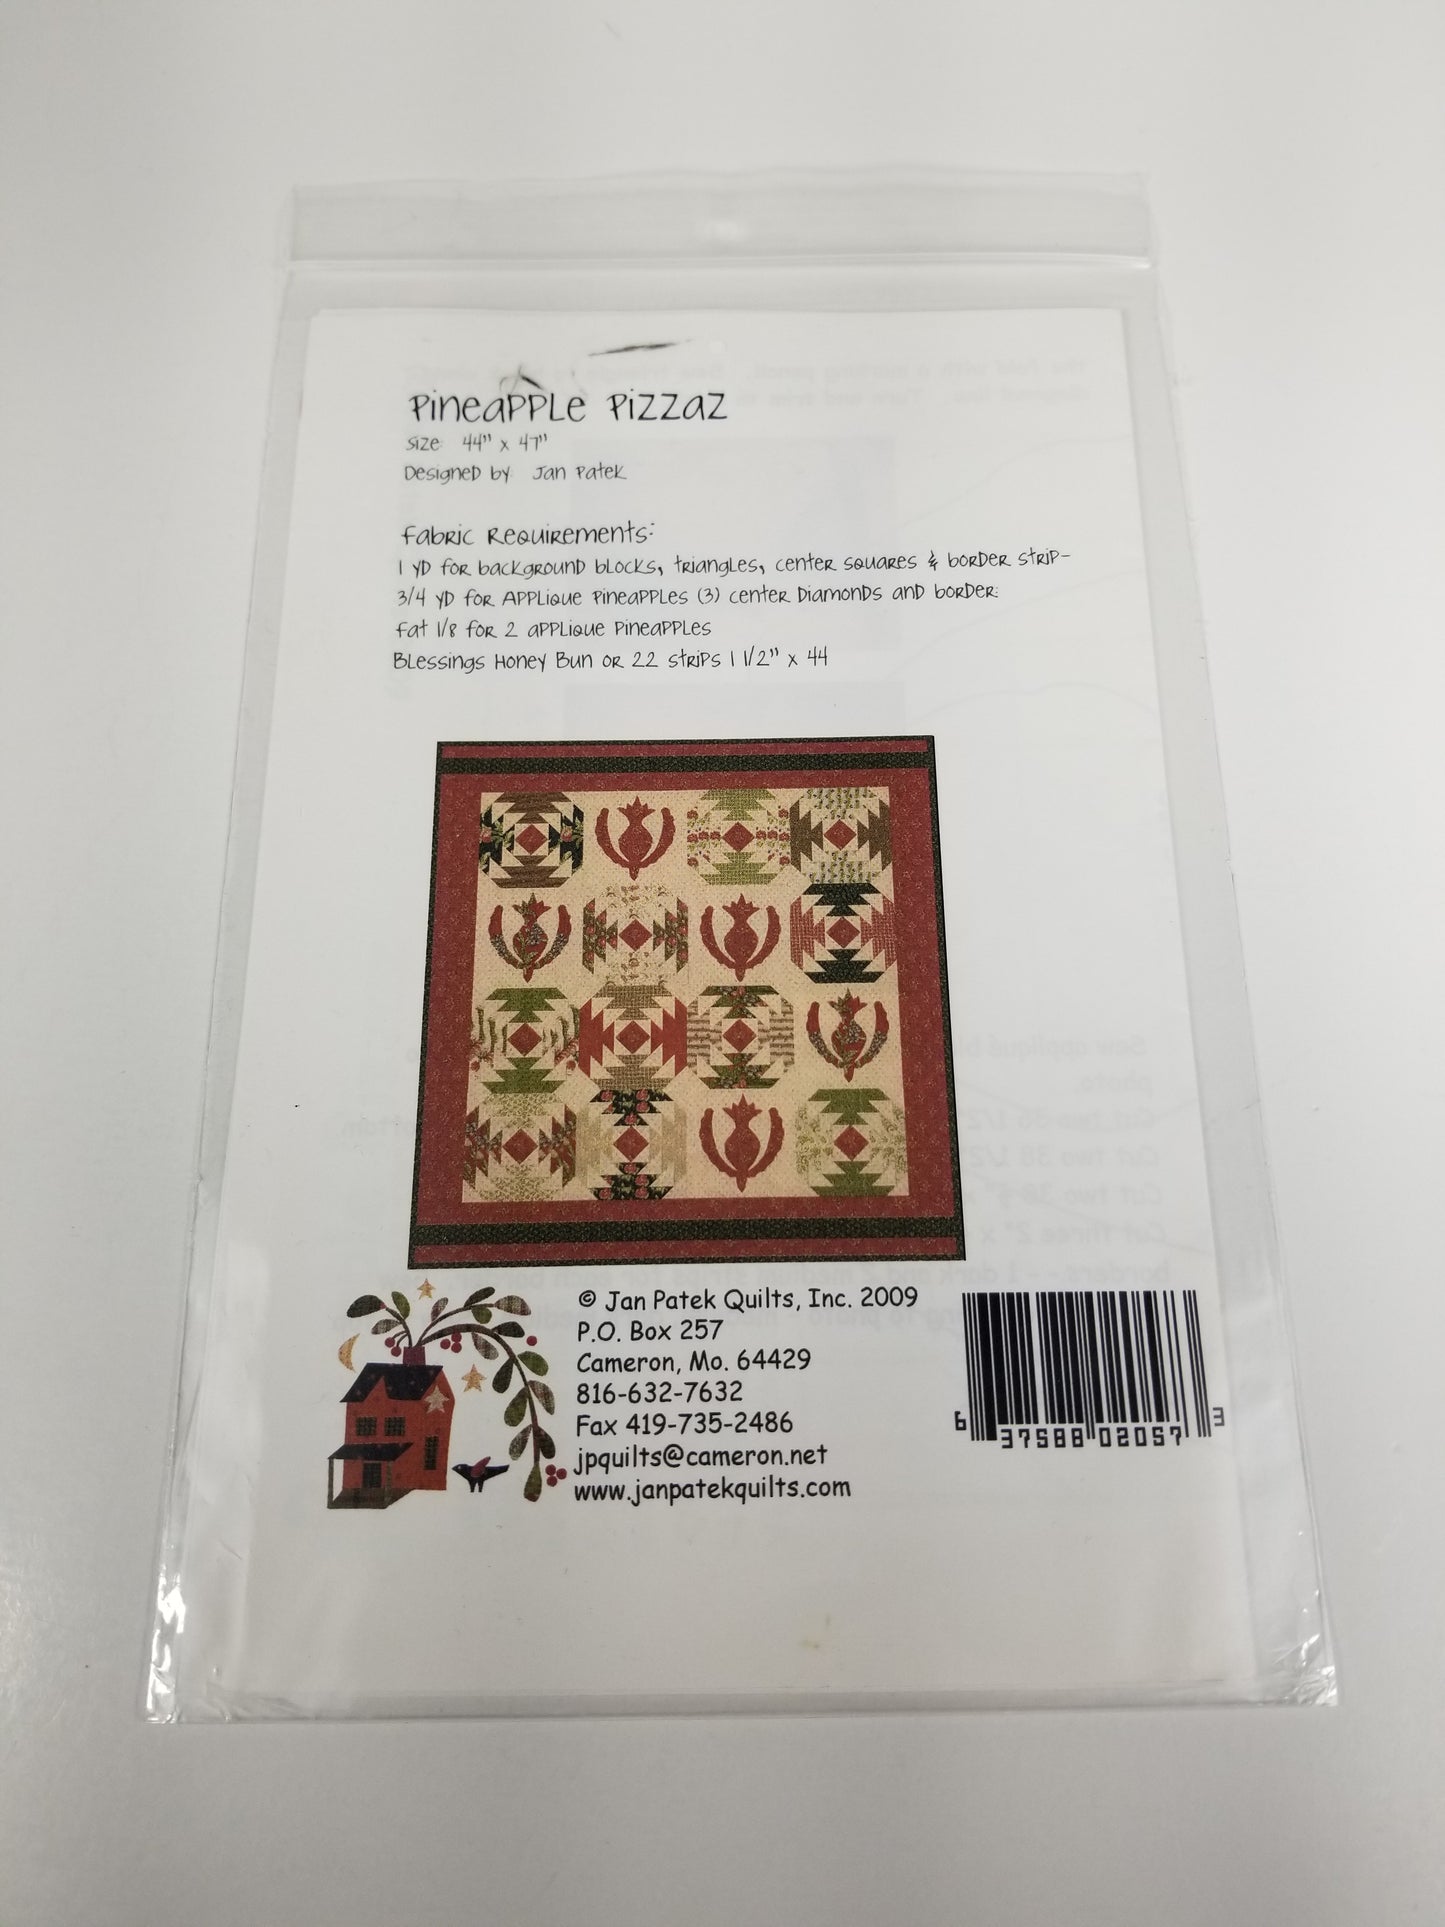 Pineapple Pizzaz
Size: 44" x 47"
Designed by: Jan Patek
Fabric Requirements:
1 yd for background blocks, triangles, center squares & border strip-
3/4 yd for Applique Pineapples (3) center Diamonds and border:
Fat 1/8 for 2 applique Pineapples
Blessings Honey Bun or 22 strips 1 1/2" x 44
© Jan Patek Quilts, Inc. 2009
P.O. Box 257
Cameron, Mo. 64429
816-632-7632
Fax 419-735-2486
jpquilts@cameron.net
www.janpatekquilts.com
6 37588 02057 3